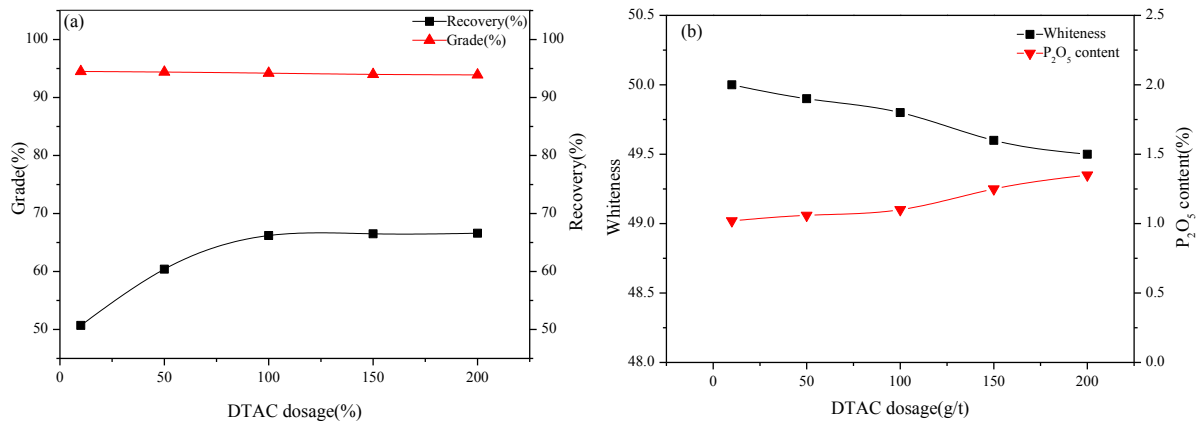 (a)
Recovery(%)
Grade(%)
100
90
80
70
60
50
Grade(%)
100
90
80
70
60
50
Recovery(%)
0 50 100 150 200
DTAC dosage(%)
(b)
Whiteness
P₂O₅ content
50.5
50.0
49.5
49.0
48.5
48.0
Whiteness
2.5
2.0
1.5
1.0
0.5
0.0
P₂O₅ content(%)
0 50 100 150 200
DTAC dosage(g/t)